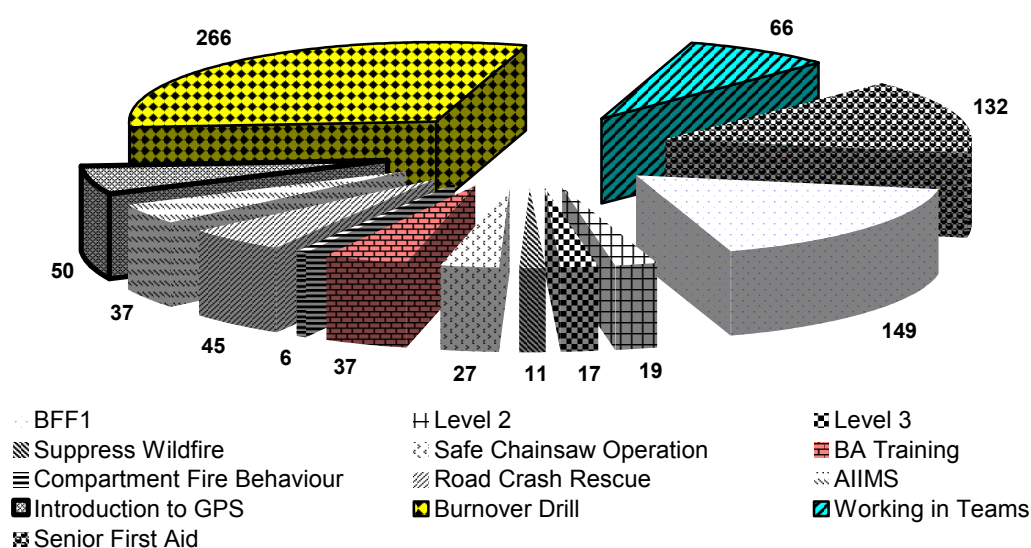 266
66
132
50
37
45
6
37
27
11
17
19
149
BFF1 Level 2 Level 3
Suppress Wildfire Safe Chainsaw Operation BA Training
Compartment Fire Behaviour Road Crash Rescue AIIMS
Introduction to GPS Burnover Drill Working in Teams
Senior First Aid